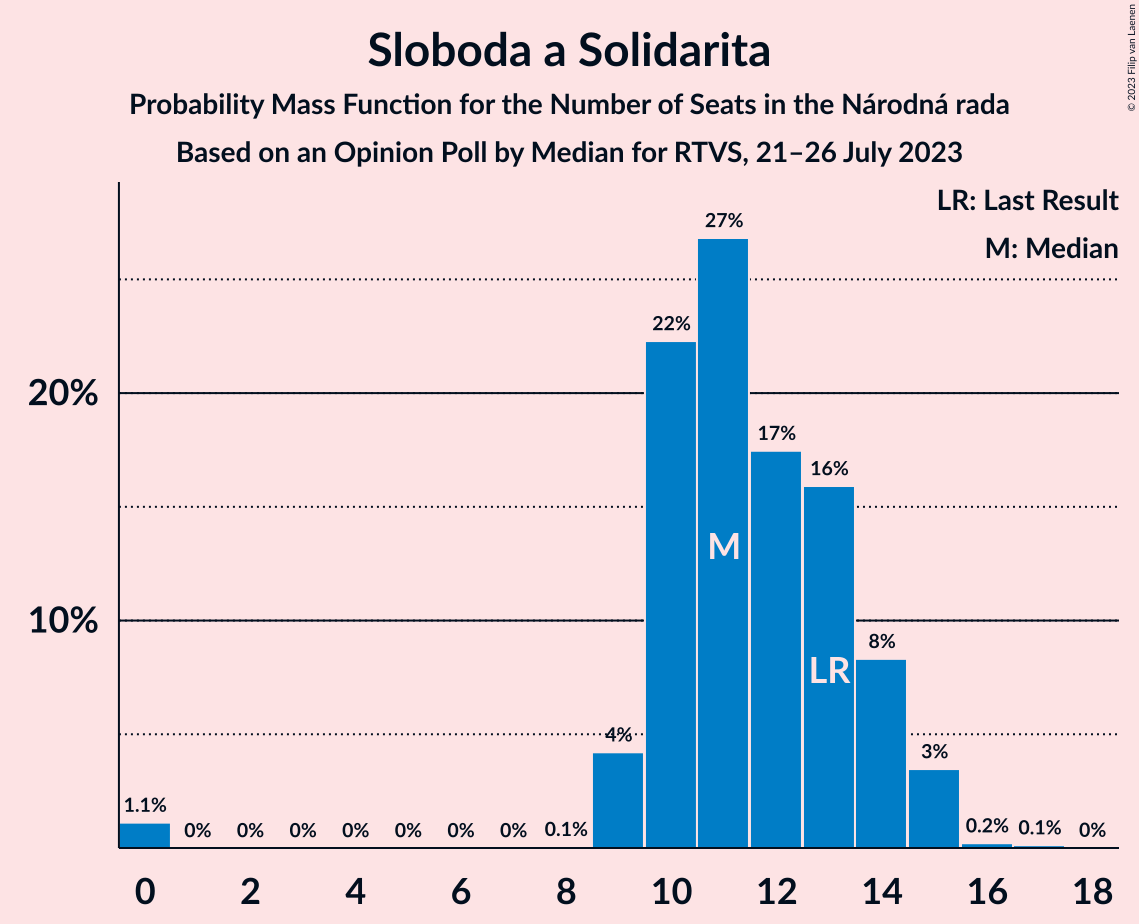 Sloboda a Solidarita
Probability Mass Function for the Number of Seats in the Národná rada
Based on an Opinion Poll by Median for RTVS, 21–26 July 2023
© 2023 Filip van Laenen
LR: Last Result
M: Median
20%
10%
1.1%
0%
0%
0%
0%
0%
0%
0%
0.1%
4%
22%
27%
17%
16%
8%
3%
0.2%
0.1%
0%
M
LR
0 2 4 6 8 10 12 14 16 18